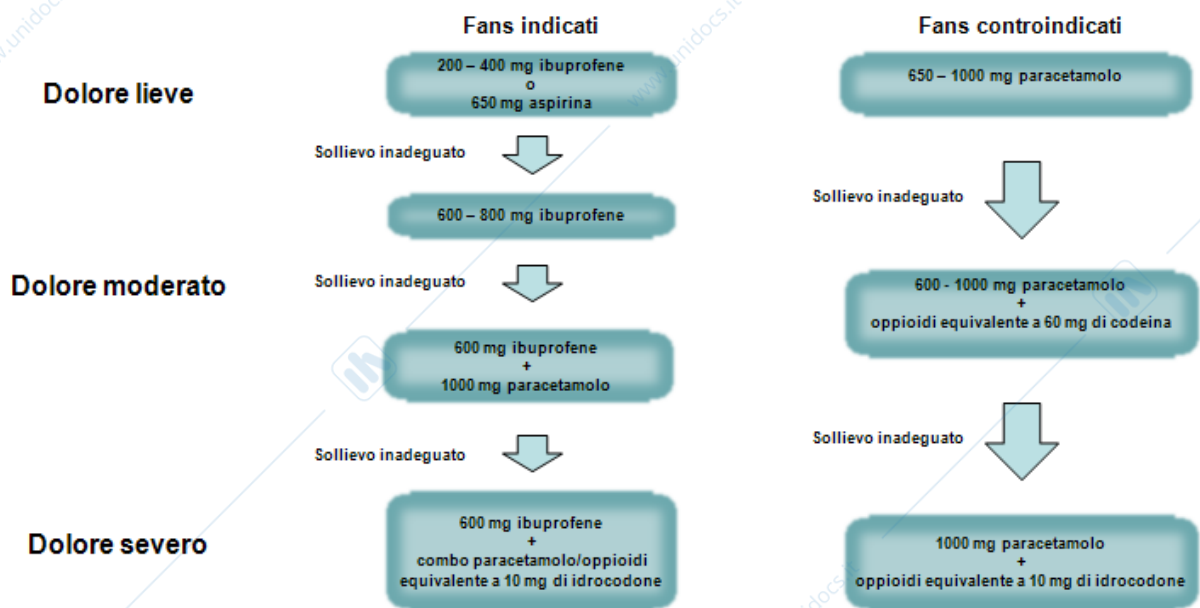 Fans indicati
Fans controindicati
Dolore lieve
200 – 400 mg ibuprofene
o
650 mg aspirina
650 – 1000 mg paracetamolo
Sollievo inadeguato
Sollievo inadeguato
600 – 800 mg ibuprofene
Dolore moderato
Sollievo inadeguato
600 - 1000 mg paracetamolo
+
oppioidi equivalente a 60 mg di codeina
600 mg ibuprofene
+
1000 mg paracetamolo
Sollievo inadeguato
Sollievo inadeguato
Dolore severo
600 mg ibuprofene
+
combo paracetamolo/oppioidi
equivalente a 10 mg di idrocodone
1000 mg paracetamolo
+
oppioidi equivalente a 10 mg di idrocodone
www.unidocs.it